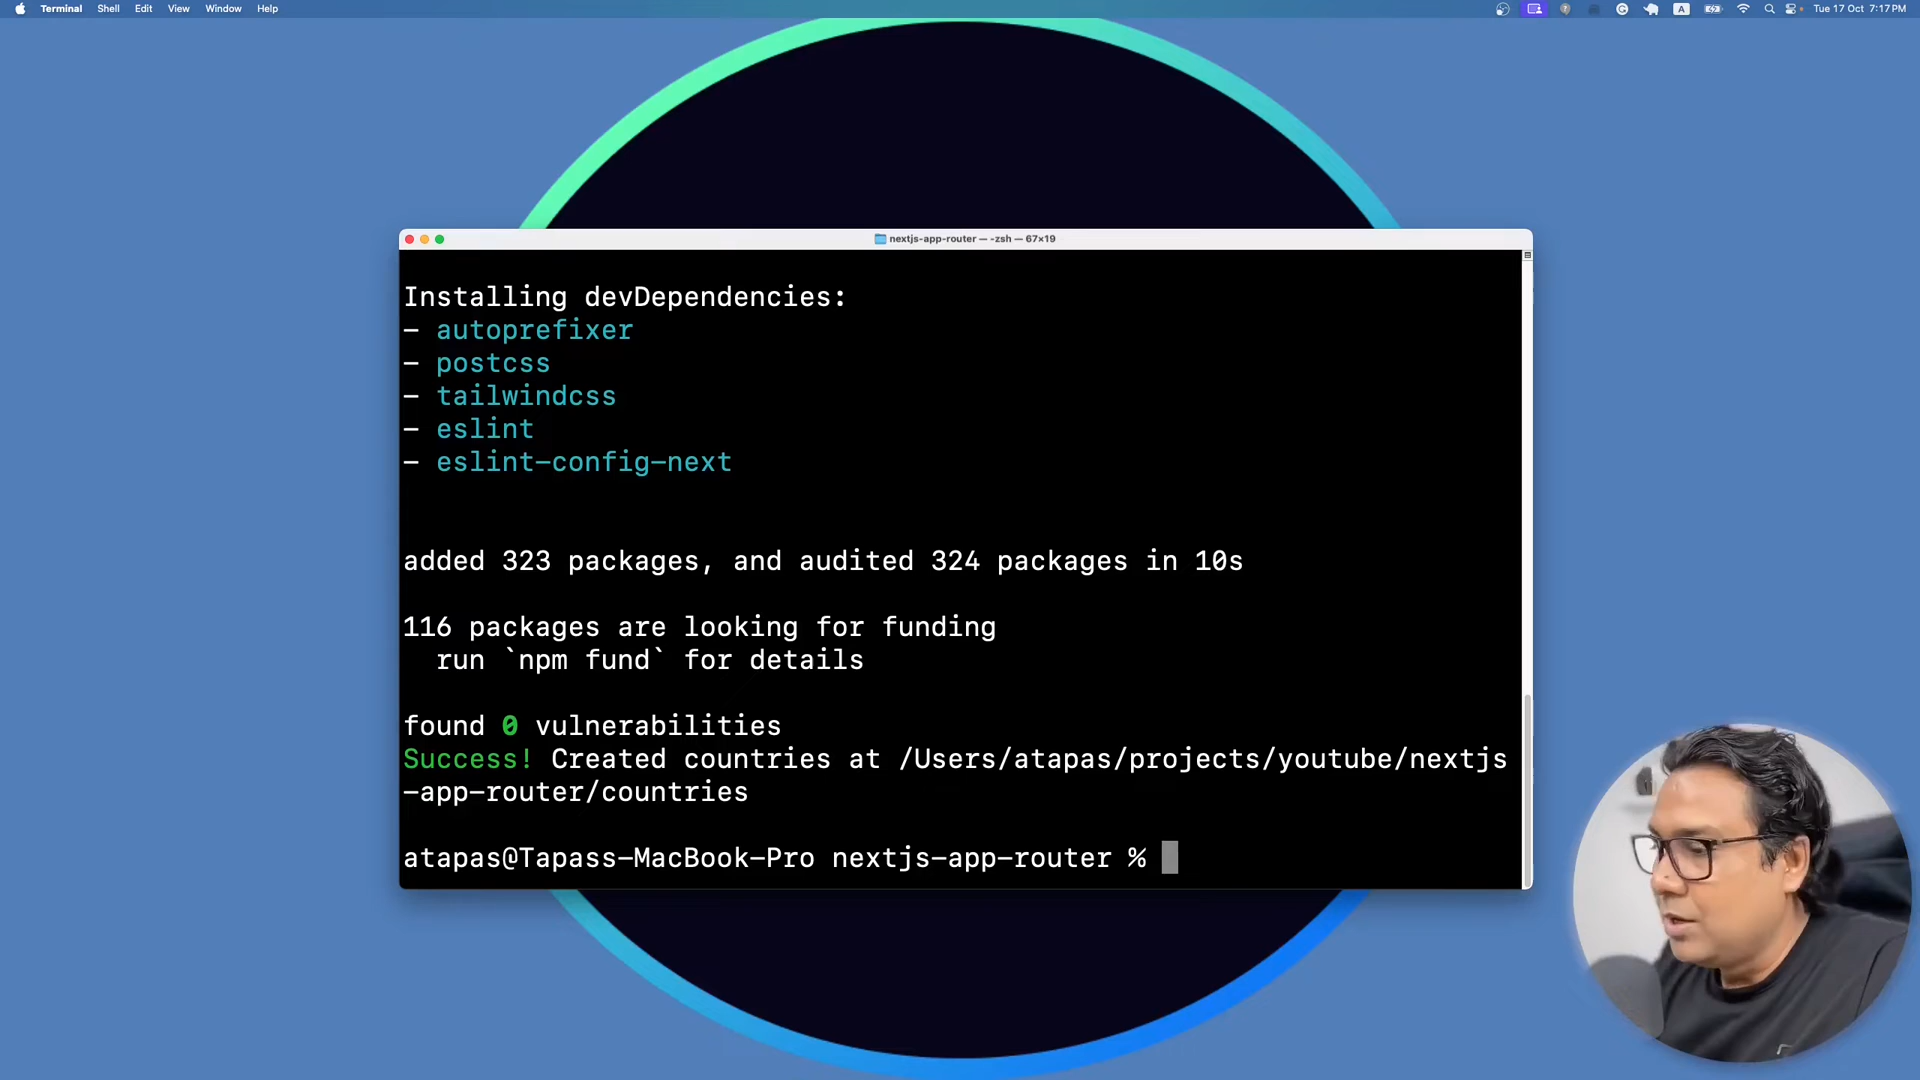 Terminal Shell Edit View Window Help
A
Tue 17 Oct 7:17 PM
nextjs-app-router — -zsh — 67×19
Installing devDependencies:
- autoprefixer
- postcss
- tailwindcss
- eslint
- eslint-config-next
added 323 packages, and audited 324 packages in 10s
116 packages are looking for funding
run `npm fund` for details
found 0 vulnerabilities
Success! Created countries at /Users/atapas/projects/youtube/nextjs
-app-router/countries
atapas@Tapass-MacBook-Pro nextjs-app-router %